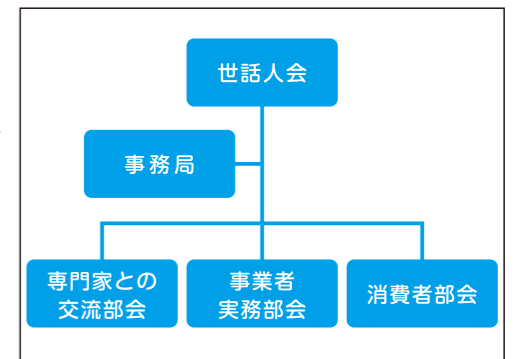 世話人会
事務局
専門家との
交流部会
事業者
実務部会
消費者部会